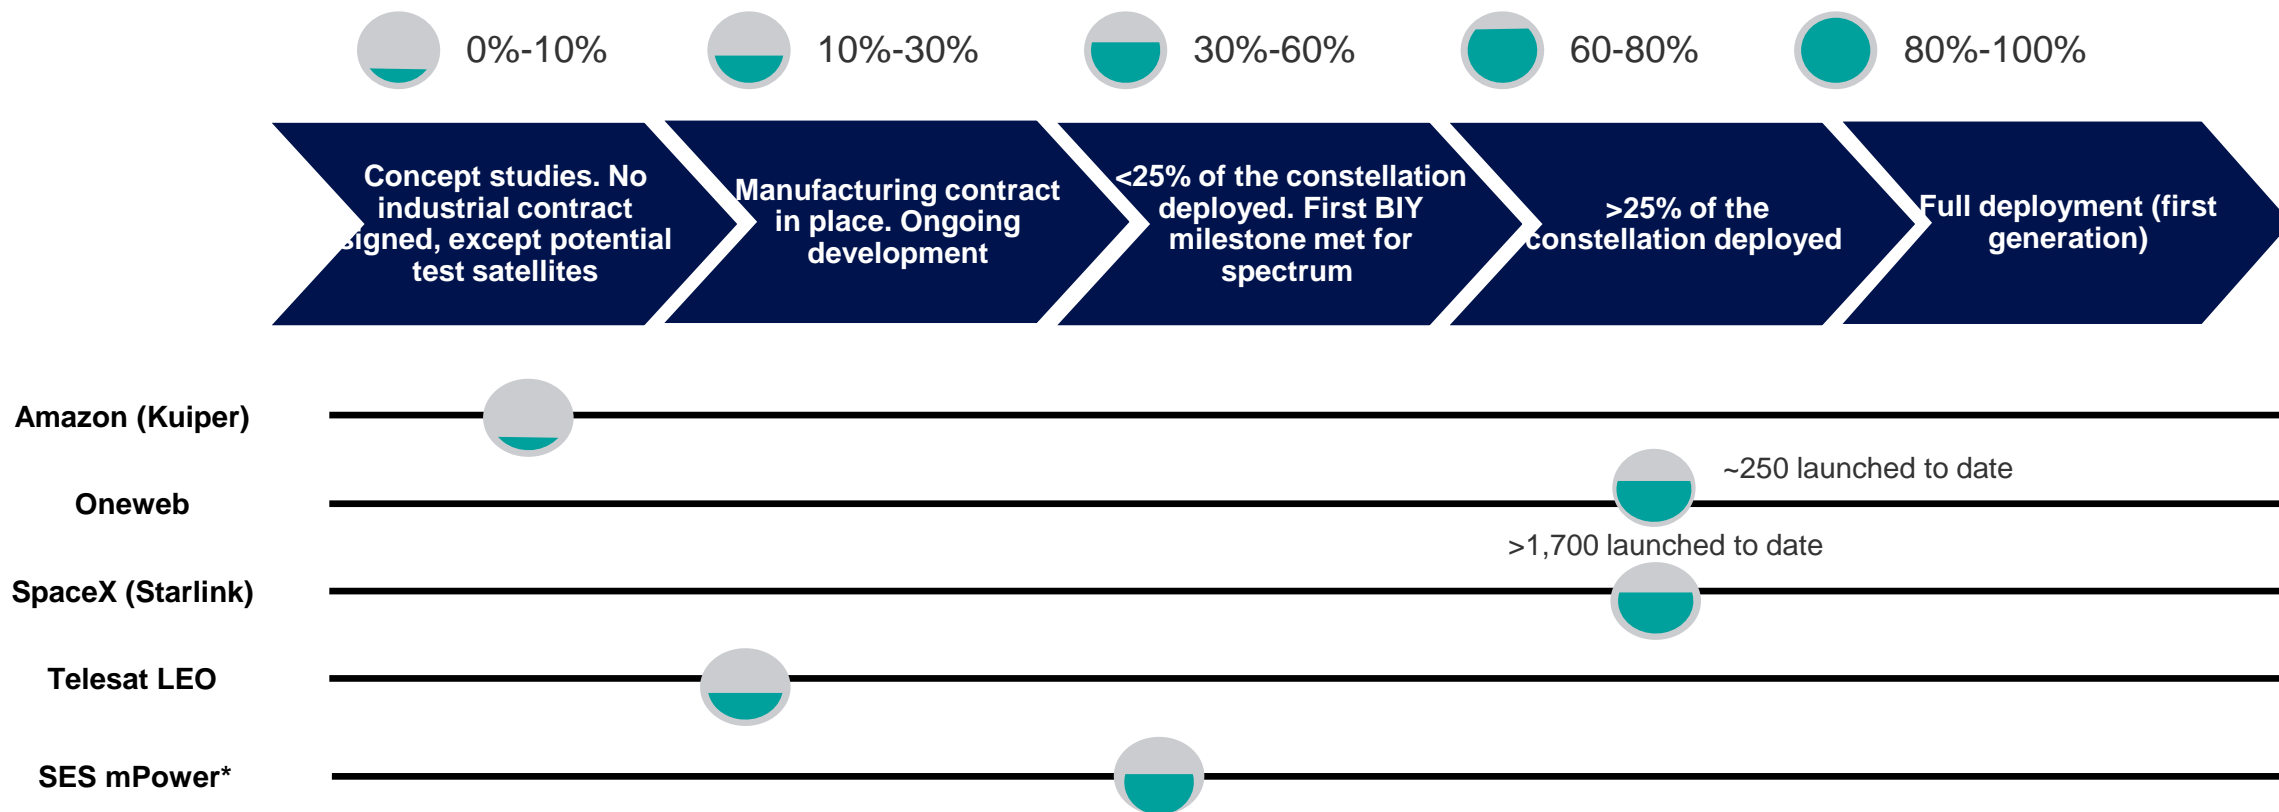 0%-10%
10%-30%
30%-60%
60-80%
80%-100%
Concept studies. No
industrial contract
signed, except potential
test satellites
Manufacturing contract
in place. Ongoing
development
<25% of the constellation
deployed. First BIY
milestone met for
spectrum
>25% of the
constellation deployed
Full deployment (first
generation)
Amazon (Kuiper)
~250 launched to date
Oneweb
>1,700 launched to date
SpaceX (Starlink)
Telesat LEO
SES mPower*